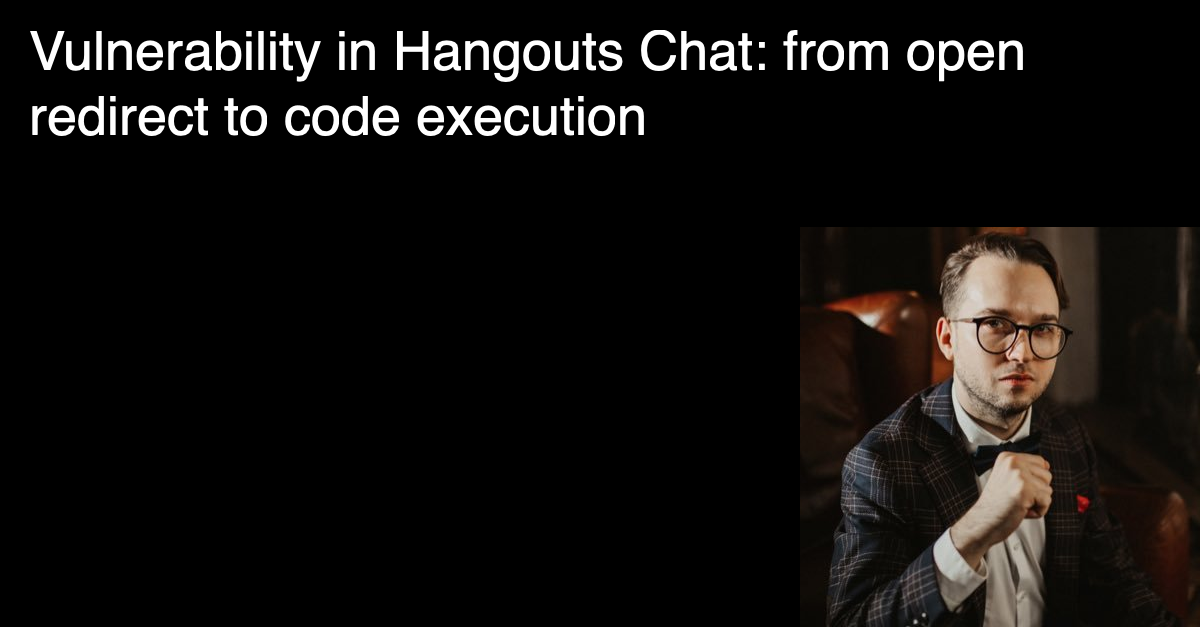 Vulnerability in Hangouts Chat: from open
redirect to code execution